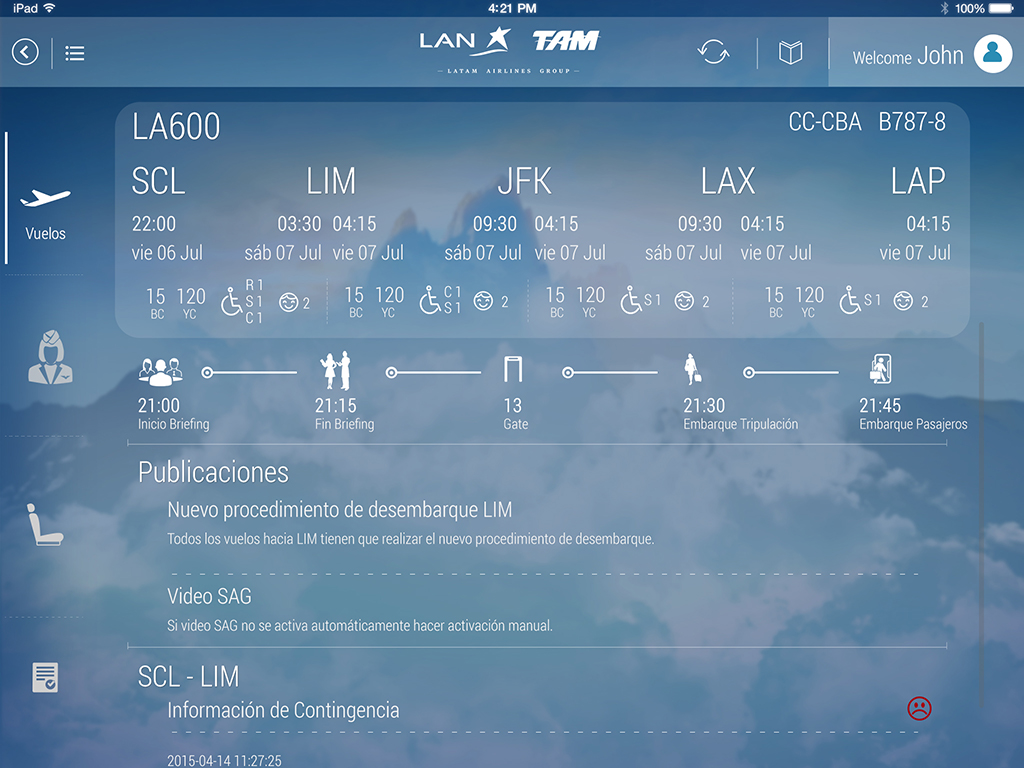 iPad 4:21 PM 100%
LAN TAM
LATAM AIRLINES GROUP
Welcome John
LA600 CC-CBA B787-8
SCL LIM JFK LAX LAP
22:00 03:30 04:15 09:30 04:15 09:30 04:15 04:15
vie 06 Jul sáb 07 Jul vie 07 Jul sáb 07 Jul vie 07 Jul sáb 07 Jul vie 07 Jul vie 07 Jul
15 BC 120 YC R1 S1 C1 2 15 BC 120 YC C1 S1 2 15 BC 120 YC S1 2 15 BC 120 YC S1 2
Vuelos
21:00 21:15 13 21:30 21:45
Inicio Briefing Fin Briefing Gate Embarque Tripulación Embarque Pasajeros
Publicaciones
Nuevo procedimiento de desembarque LIM
Todos los vuelos hacia LIM tienen que realizar el nuevo procedimiento de desembarque.
Video SAG
Si video SAG no se activa automáticamente hacer activación manual.
SCL - LIM
Información de Contingencia
2015-04-14 11:27:25